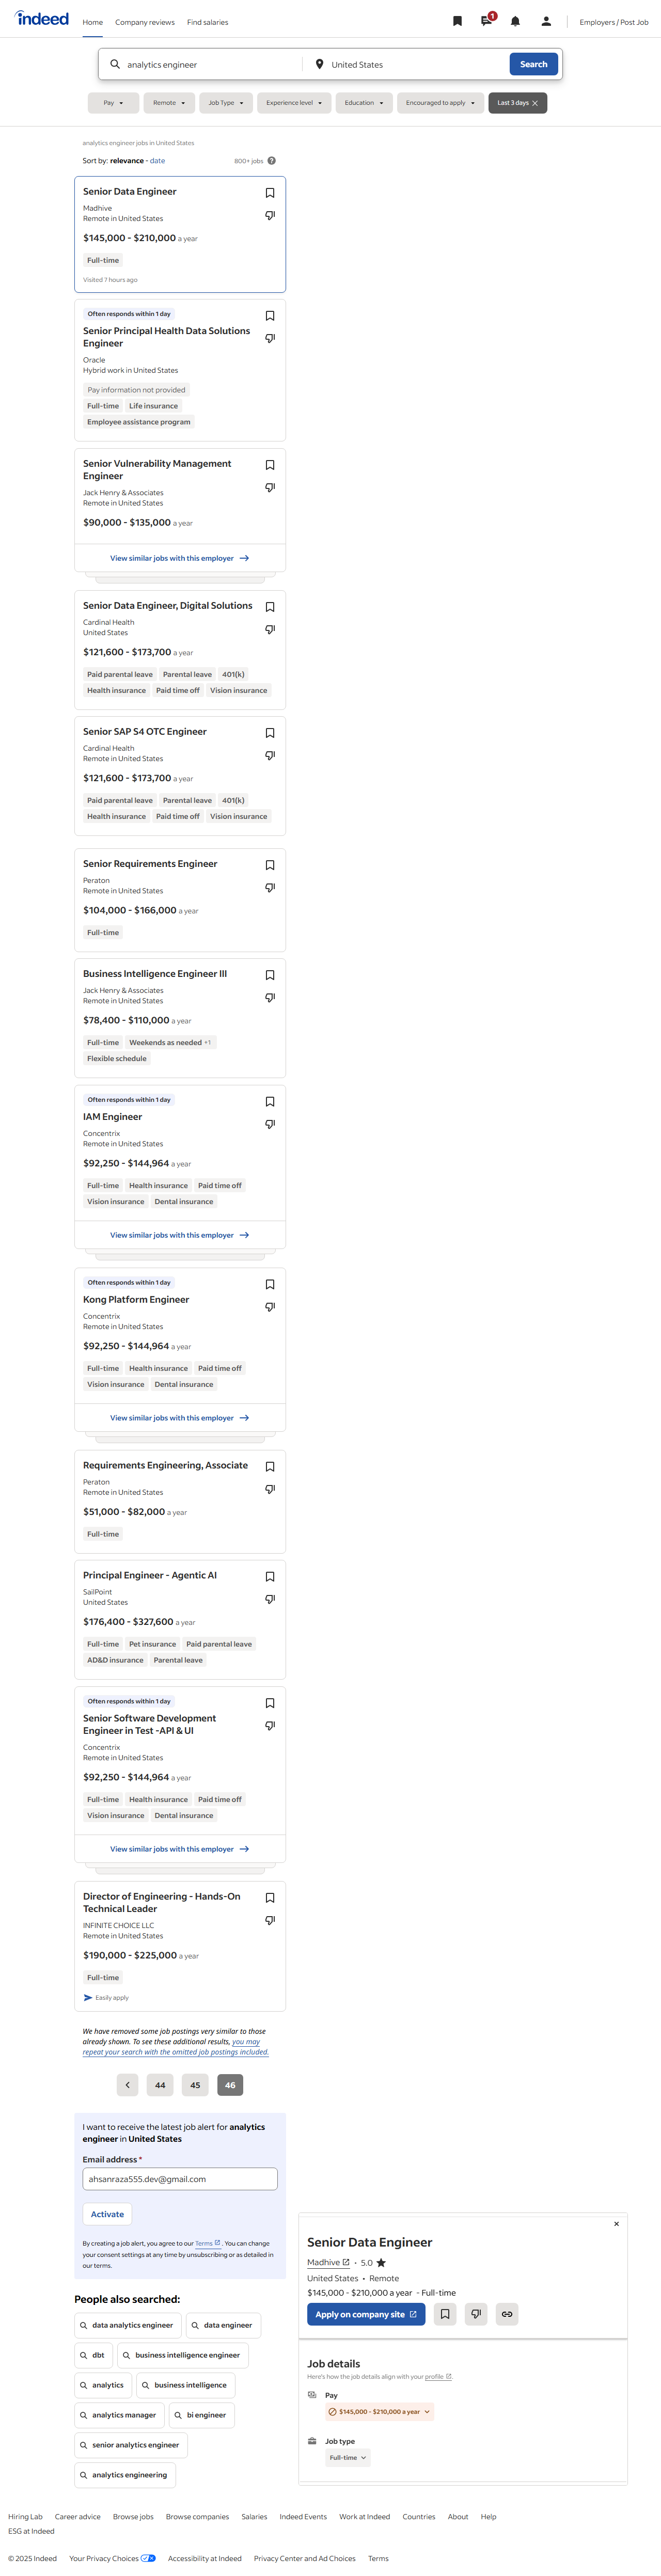 indeed
Home
Company reviews
Find salaries
1
Employers / Post Job
analytics engineer
United States
Search
Pay
Remote
Job Type
Experience level
Education
Encouraged to apply
Last 3 days
analytics engineer jobs in United States
Sort by: relevance - date
800+ jobs
Senior Data Engineer
Madhive
Remote in United States
$145,000 - $210,000 a year
Full-time
Visited 7 hours ago
Often responds within 1 day
Senior Principal Health Data Solutions
Engineer
Oracle
Hybrid work in United States
Pay information not provided
Full-time
Life insurance
Employee assistance program
Senior Vulnerability Management
Engineer
Jack Henry & Associates
Remote in United States
$90,000 - $135,000 a year
View similar jobs with this employer
Senior Data Engineer, Digital Solutions
Cardinal Health
United States
$121,600 - $173,700 a year
Paid parental leave
Parental leave
401(k)
Health insurance
Paid time off
Vision insurance
Senior SAP S4 OTC Engineer
Cardinal Health
Remote in United States
$121,600 - $173,700 a year
Paid parental leave
Parental leave
401(k)
Health insurance
Paid time off
Vision insurance
Senior Requirements Engineer
Peraton
Remote in United States
$104,000 - $166,000 a year
Full-time
Business Intelligence Engineer III
Jack Henry & Associates
Remote in United States
$78,400 - $110,000 a year
Full-time
Weekends as needed +1
Flexible schedule
Often responds within 1 day
IAM Engineer
Concentrix
Remote in United States
$92,250 - $144,964 a year
Full-time
Health insurance
Paid time off
Vision insurance
Dental insurance
View similar jobs with this employer
Often responds within 1 day
Kong Platform Engineer
Concentrix
Remote in United States
$92,250 - $144,964 a year
Full-time
Health insurance
Paid time off
Vision insurance
Dental insurance
View similar jobs with this employer
Requirements Engineering, Associate
Peraton
Remote in United States
$51,000 - $82,000 a year
Full-time
Principal Engineer - Agentic AI
SailPoint
United States
$176,400 - $327,600 a year
Full-time
Pet insurance
Paid parental leave
AD&D insurance
Parental leave
Often responds within 1 day
Senior Software Development
Engineer in Test -API & UI
Concentrix
Remote in United States
$92,250 - $144,964 a year
Full-time
Health insurance
Paid time off
Vision insurance
Dental insurance
View similar jobs with this employer
Director of Engineering - Hands-On
Technical Leader
INFINITE CHOICE LLC
Remote in United States
$190,000 - $225,000 a year
Full-time
Easily apply
We have removed some job postings very similar to those
already shown. To see these additional results, you may
repeat your search with the omitted job postings included.
44
45
46
I want to receive the latest job alert for analytics
engineer in United States
Email address *
ahsanraza555.dev@gmail.com
Activate
By creating a job alert, you agree to our Terms. You can change
your consent settings at any time by unsubscribing or as detailed in
our terms.
People also searched:
data analytics engineer
data engineer
dbt
business intelligence engineer
analytics
business intelligence
analytics manager
bi engineer
senior analytics engineer
analytics engineering
Senior Data Engineer
Madhive
5.0
United States • Remote
$145,000 - $210,000 a year - Full-time
Apply on company site
Job details
Here's how the job details align with your profile.
Pay
$145,000 - $210,000 a year
Job type
Full-time
Hiring Lab
Career advice
Browse jobs
Browse companies
Salaries
Indeed Events
Work at Indeed
Countries
About
Help
ESG at Indeed
© 2025 Indeed
Your Privacy Choices
Accessibility at Indeed
Privacy Center and Ad Choices
Terms